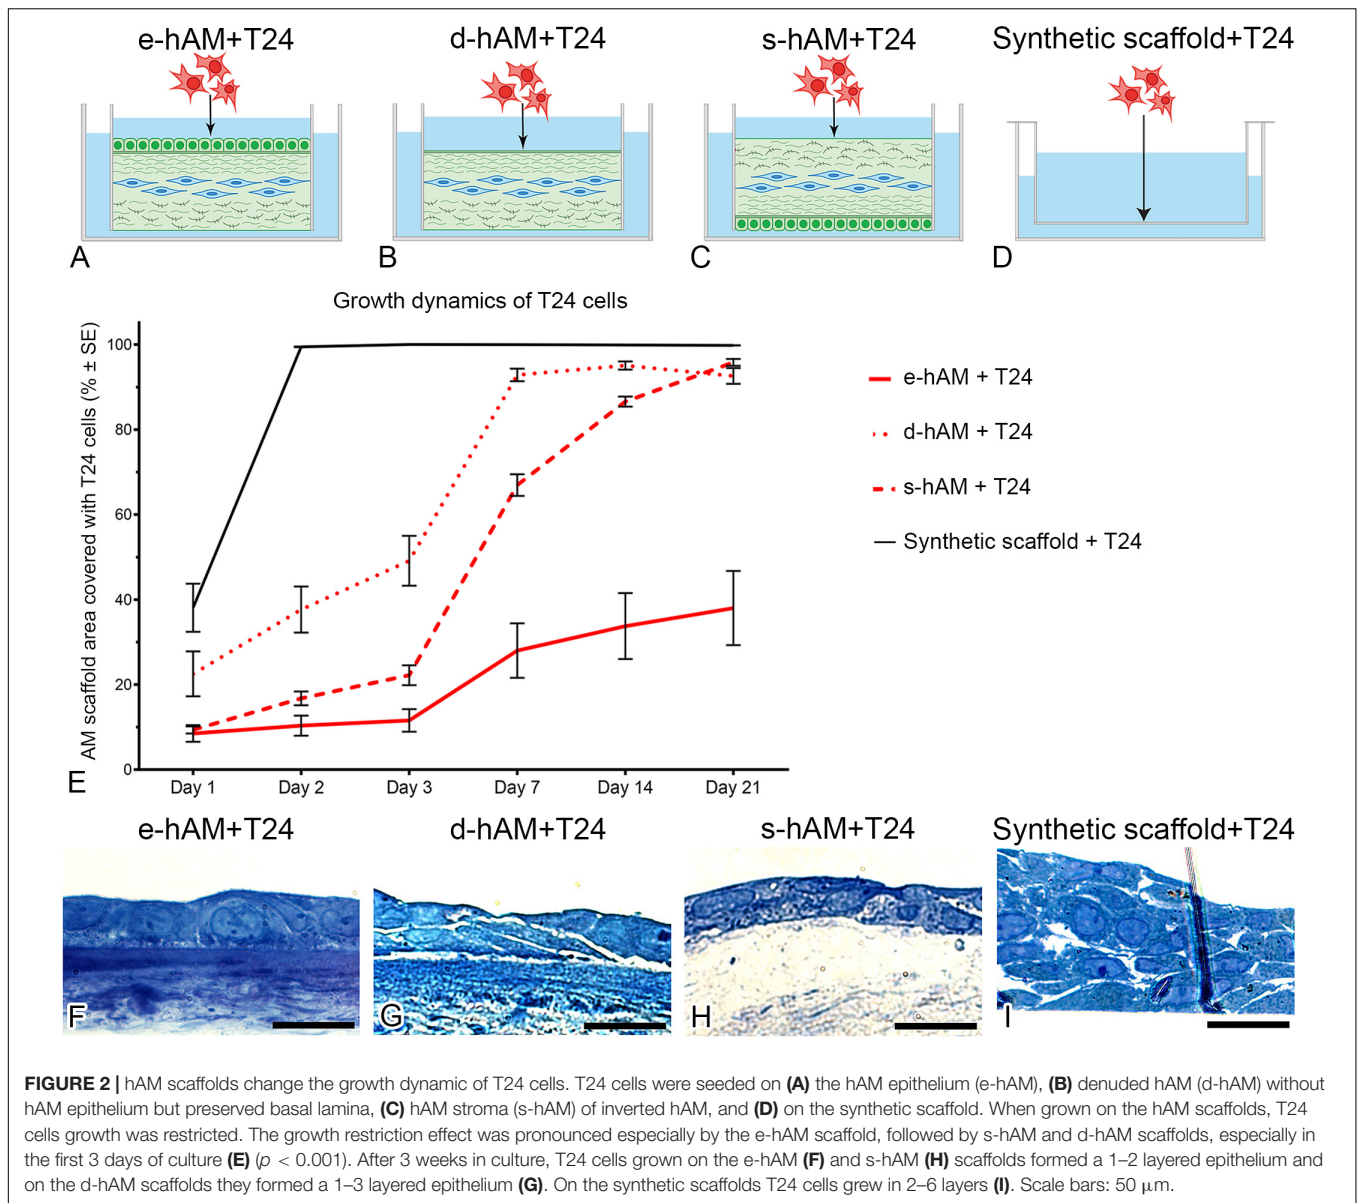 e-hAM+T24
d-hAM+T24
s-hAM+T24
Synthetic scaffold+T24
A
B
C
D
Growth dynamics of T24 cells
AM scaffold area covered with T24 cells (% ± SE)
100
80
60
40
20
0
Day 1
Day 2
Day 3
Day 7
Day 14
Day 21
e-hAM + T24
d-hAM + T24
s-hAM + T24
Synthetic scaffold + T24
E
e-hAM+T24
d-hAM+T24
s-hAM+T24
Synthetic scaffold+T24
F
G
H
I
FIGURE 2 | hAM scaffolds change the growth dynamic of T24 cells. T24 cells were seeded on (A) the hAM epithelium (e-hAM), (B) denuded hAM (d-hAM) without
hAM epithelium but preserved basal lamina, (C) hAM stroma (s-hAM) of inverted hAM, and (D) on the synthetic scaffold. When grown on the hAM scaffolds, T24
cells growth was restricted. The growth restriction effect was pronounced especially by the e-hAM scaffold, followed by s-hAM and d-hAM scaffolds, especially in
the first 3 days of culture (E) (p < 0.001). After 3 weeks in culture, T24 cells grown on the e-hAM (F) and s-hAM (H) scaffolds formed a 1–2 layered epithelium and
on the d-hAM scaffolds they formed a 1–3 layered epithelium (G). On the synthetic scaffolds T24 cells grew in 2–6 layers (I). Scale bars: 50 μm.